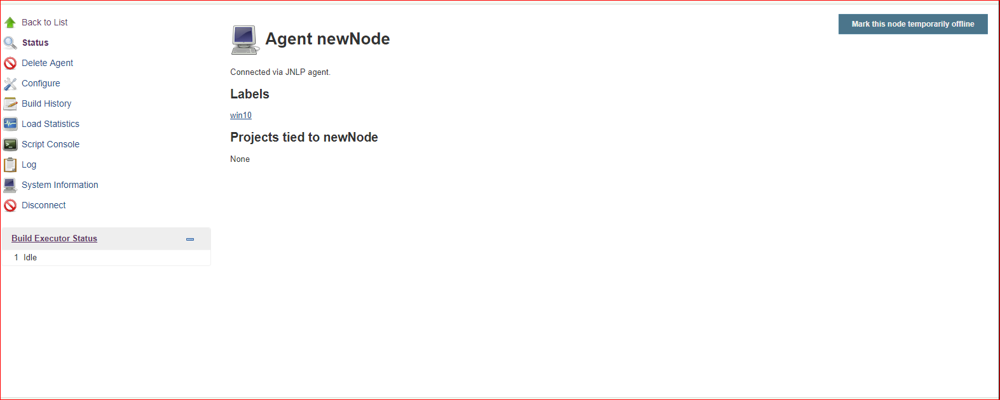 Back to List
Status
Delete Agent
Configure
Build History
Load Statistics
Script Console
Log
System Information
Disconnect
Build Executor Status
1 Idle
Agent newNode
Mark this node temporarily offline
Connected via JNLP agent.
Labels
win10
Projects tied to newNode
None